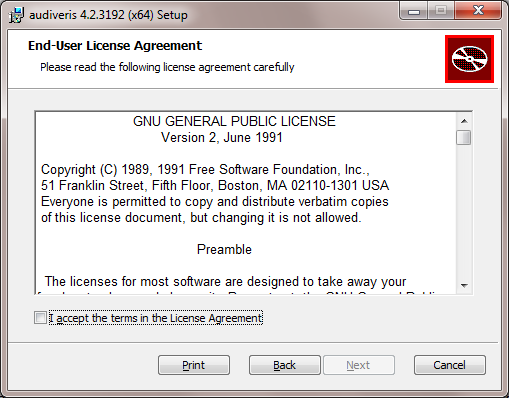 audiveris 4.2.3192 (x64) Setup
End-User License Agreement
Please read the following license agreement carefully
GNU GENERAL PUBLIC LICENSE
Version 2, June 1991
Copyright (C) 1989, 1991 Free Software Foundation, Inc.,
51 Franklin Street, Fifth Floor, Boston, MA 02110-1301 USA
Everyone is permitted to copy and distribute verbatim copies
of this license document, but changing it is not allowed.
Preamble
The licenses for most software are designed to take away your
I accept the terms in the License Agreement
Print Back Next Cancel